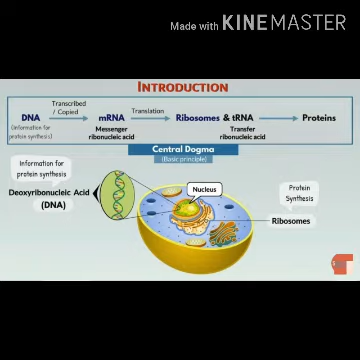 Made with KINEMASTER
INTRODUCTION
DNA
(Information for
protein synthesis)
Transcribed
/ Copied
mRNA
Messenger
ribonucleic acid
Translation
Ribosomes & tRNA
Transfer
ribonucleic acid
Proteins
Central Dogma
(Basic principle)
Information for
protein synthesis
Deoxyribonucleic Acid
(DNA)
Nucleus
Protein
Synthesis
Ribosomes